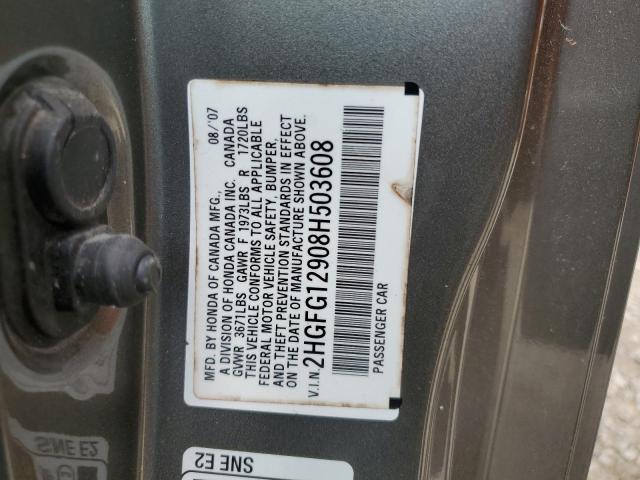 MFD. BY HONDA OF CANADA MFG., 08/'07
A DIVISION OF HONDA CANADA INC. CANADA
GVWR 3671LBS GAWR F 1973LBS R 1720LBS
THIS VEHICLE CONFORMS TO ALL APPLICABLE
FEDERAL MOTOR VEHICLE SAFETY, BUMPER,
AND THEFT PREVENTION STANDARDS IN EFFECT
ON THE DATE OF MANUFACTURE SHOWN ABOVE.
V.I.N. 2HGFG12908H503608
PASSENGER CAR
SNE E2
SNE E2